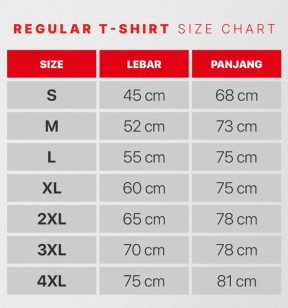 REGULAR T-SHIRT SIZE CHART
SIZE LEBAR PANJANG
S 45 cm 68 cm
M 52 cm 73 cm
L 55 cm 75 cm
XL 60 cm 75 cm
2XL 65 cm 78 cm
3XL 70 cm 78 cm
4XL 75 cm 81 cm